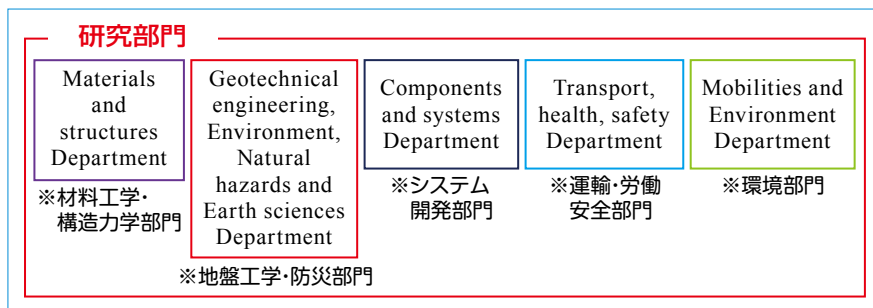 研究部門
Materials
and
structures
Department
※材料工学・
構造力学部門
Geotechnical
engineering,
Environment,
Natural
hazards and
Earth sciences
Department
※地盤工学・防災部門
Components
and systems
Department
※システム
開発部門
Transport,
health, safety
Department
※運輸・労働
安全部門
Mobilities and
Environment
Department
※環境部門